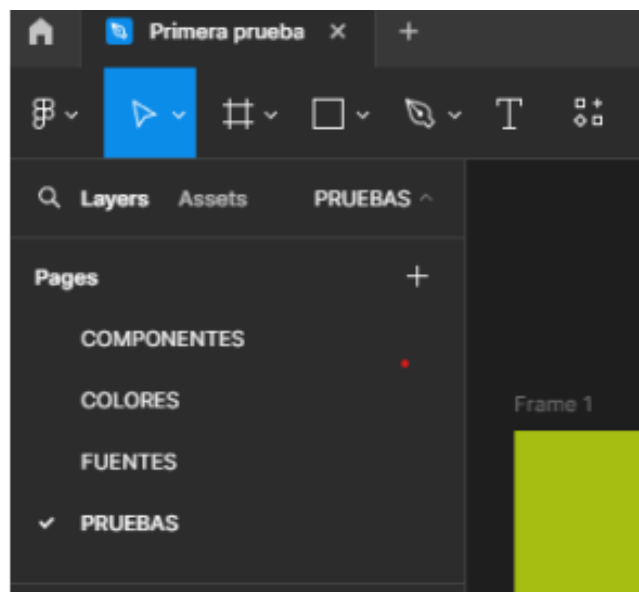 Primera prueba
Layers Assets PRUEBAS
Pages
COMPONENTES
COLORES
Frame 1
FUENTES
PRUEBAS